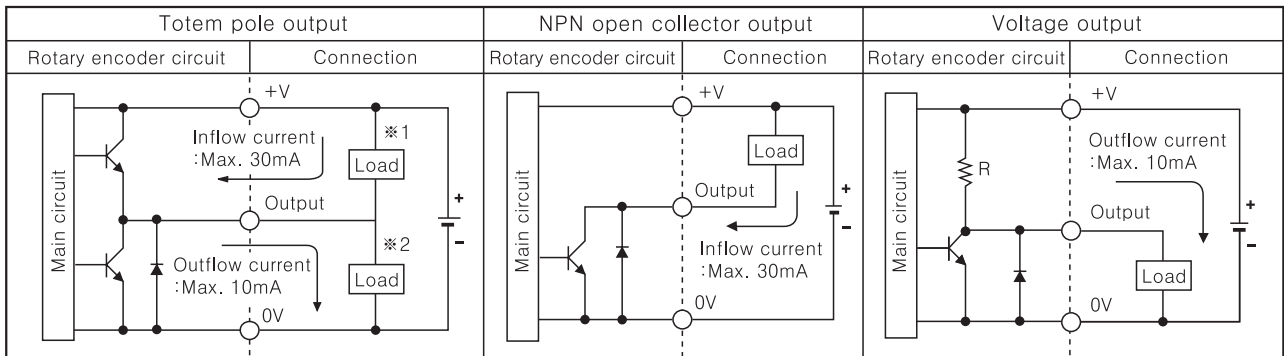 Totem pole output
Rotary encoder circuit
Connection
Main circuit
+V
※1
Inflow current
:Max. 30mA
Load
Output
※2
Outflow current
:Max. 10mA
Load
0V
+
-
NPN open collector output
Rotary encoder circuit
Connection
Main circuit
+V
Load
Output
Inflow current
:Max. 30mA
0V
+
-
Voltage output
Rotary encoder circuit
Connection
Main circuit
+V
Outflow current
:Max. 10mA
R
Output
Load
0V
+
-